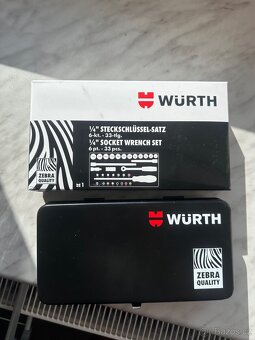 WÜRTH
¼" STECKSCHLÜSSEL-SATZ
6-kt. - 33-tlg.
¼" SOCKET WRENCH SET
6 pt. - 33 pcs.
ZEBRA
QUALITY
WÜRTH
ZEBRA
QUALITY